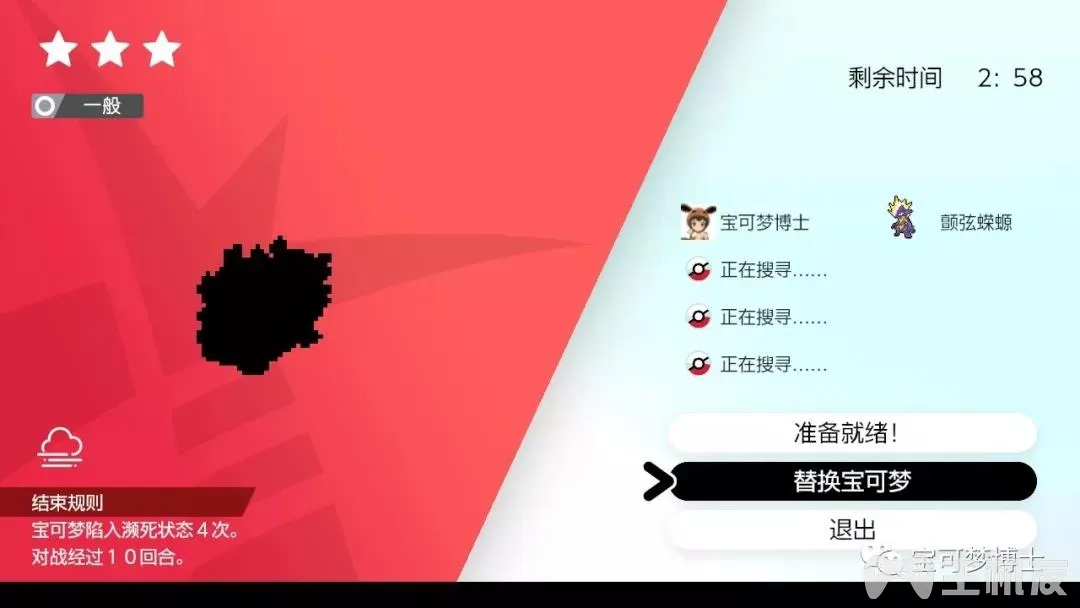 一般
剩余时间 2: 58
宝可梦博士 颤弦蝾螈
正在搜寻……
正在搜寻……
正在搜寻……
准备就绪！
替换宝可梦
退出
结束规则
宝可梦陷入濒死状态4次。
对战经过10回合。
宝可梦博士